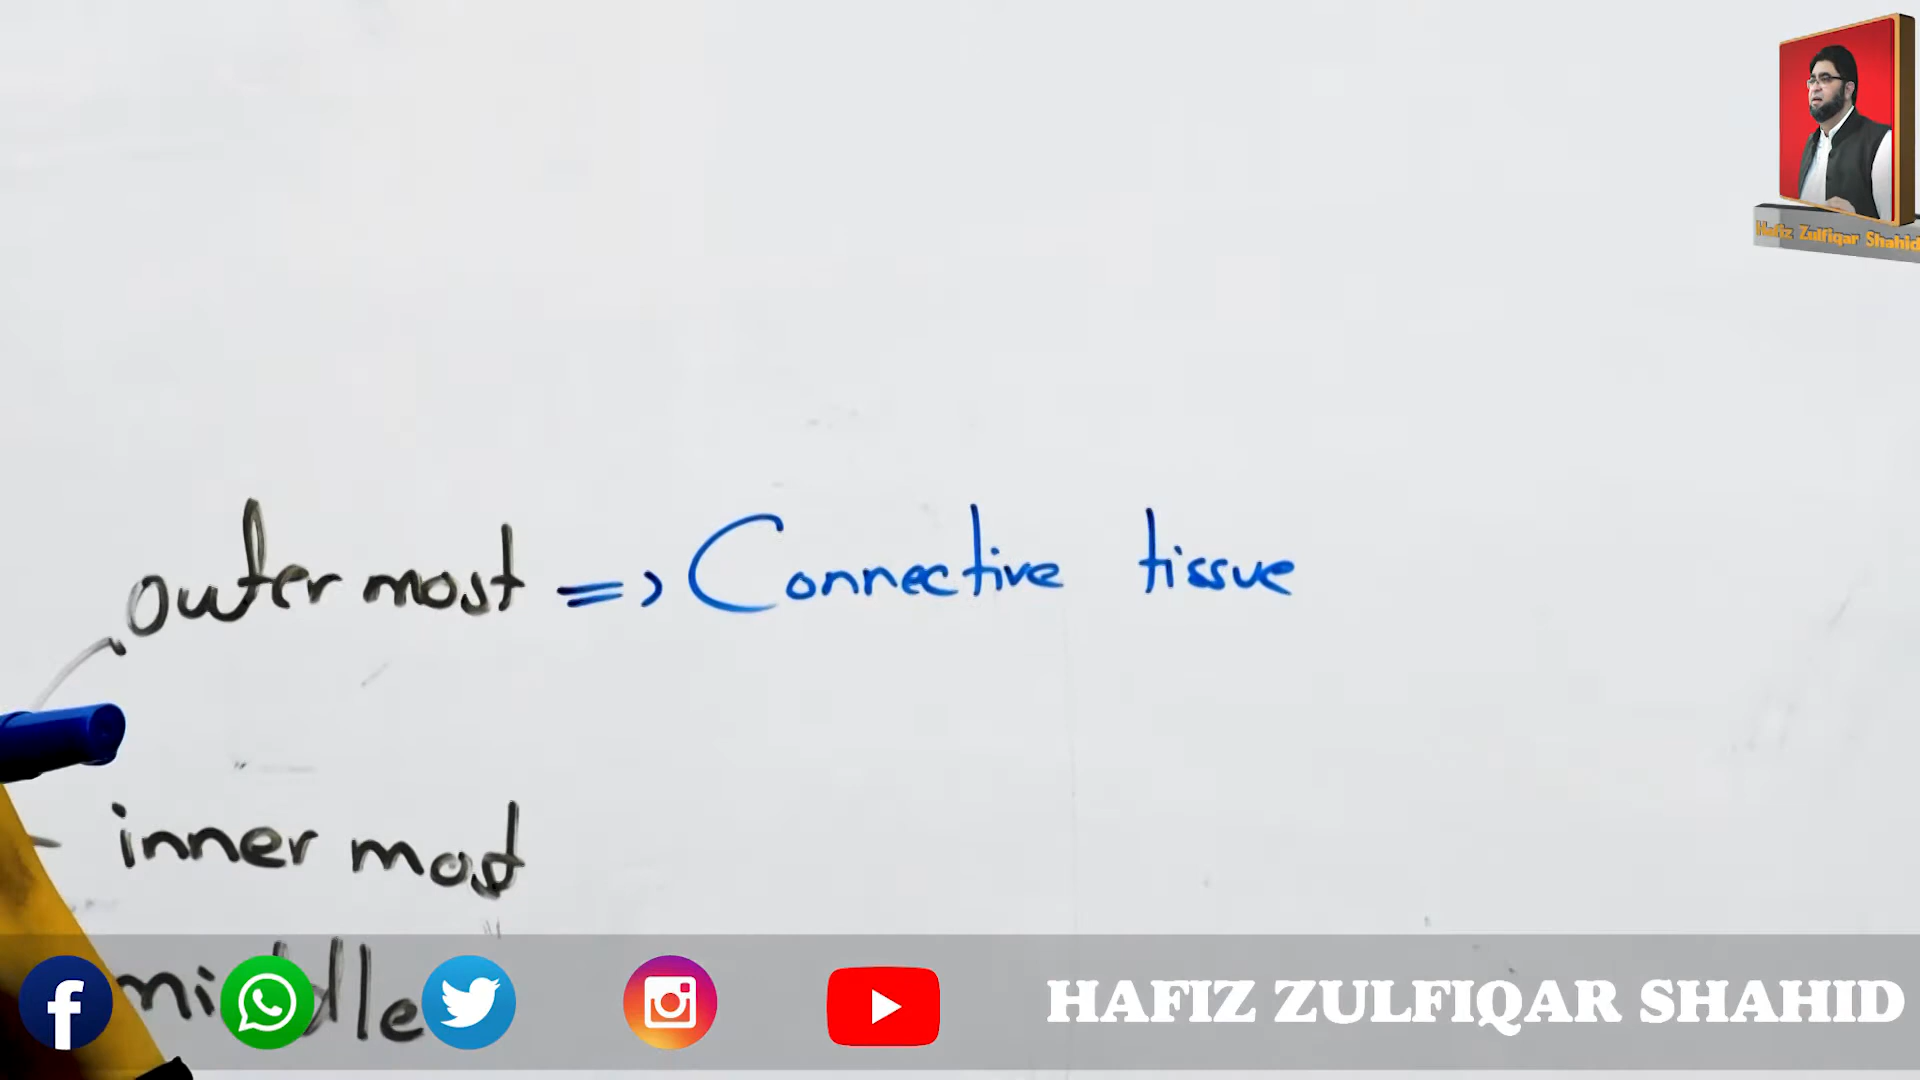 Hafiz Zulfiqar Shahid
outer most => Connective tissue
inner most
middle
HAFIZ ZULFIQAR SHAHID